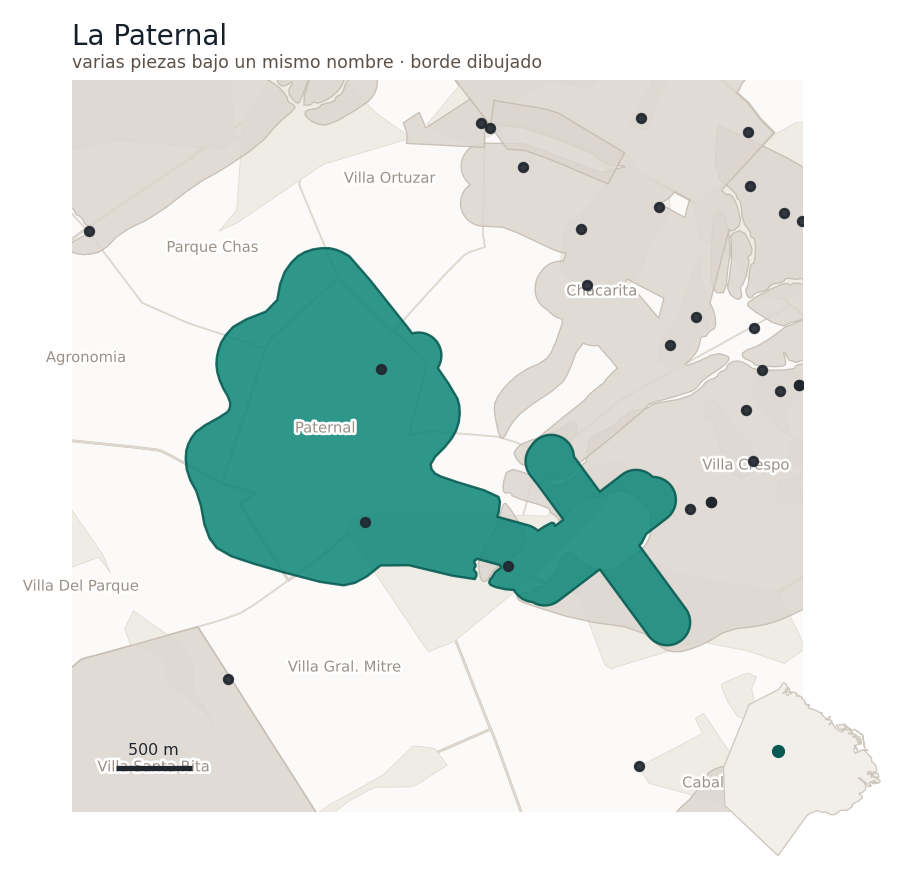 La Paternal
varias piezas bajo un mismo nombre · borde dibujado
Villa Ortuzar
Parque Chas
Chacarita
Agronomia
Paternal
Villa Crespo
Villa Del Parque
Villa Gral. Mitre
500 m
Villa Santa Rita
Cabal